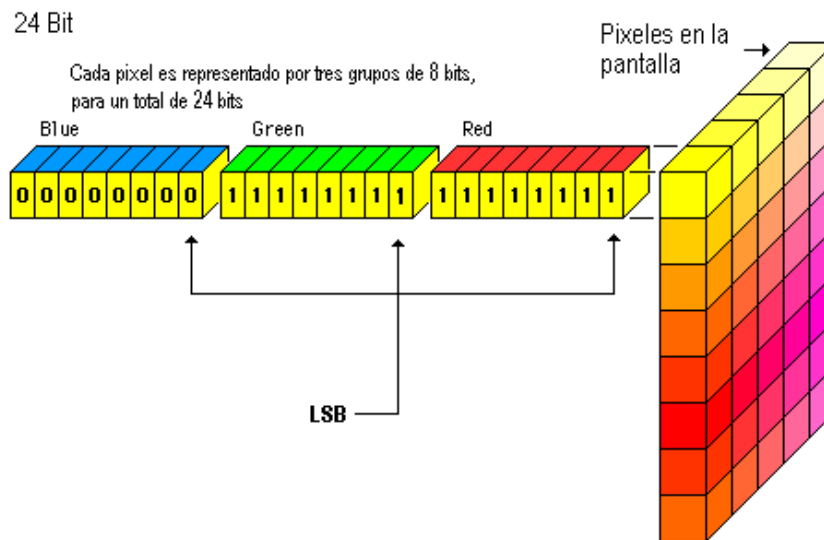 24 Bit
Pixeles en la
pantalla
Cada pixel es representado por tres grupos de 8 bits,
para un total de 24 bits
Blue Green Red
0 0 0 0 0 0 0 0 1 1 1 1 1 1 1 1 1 1 1 1 1 1 1 1
LSB